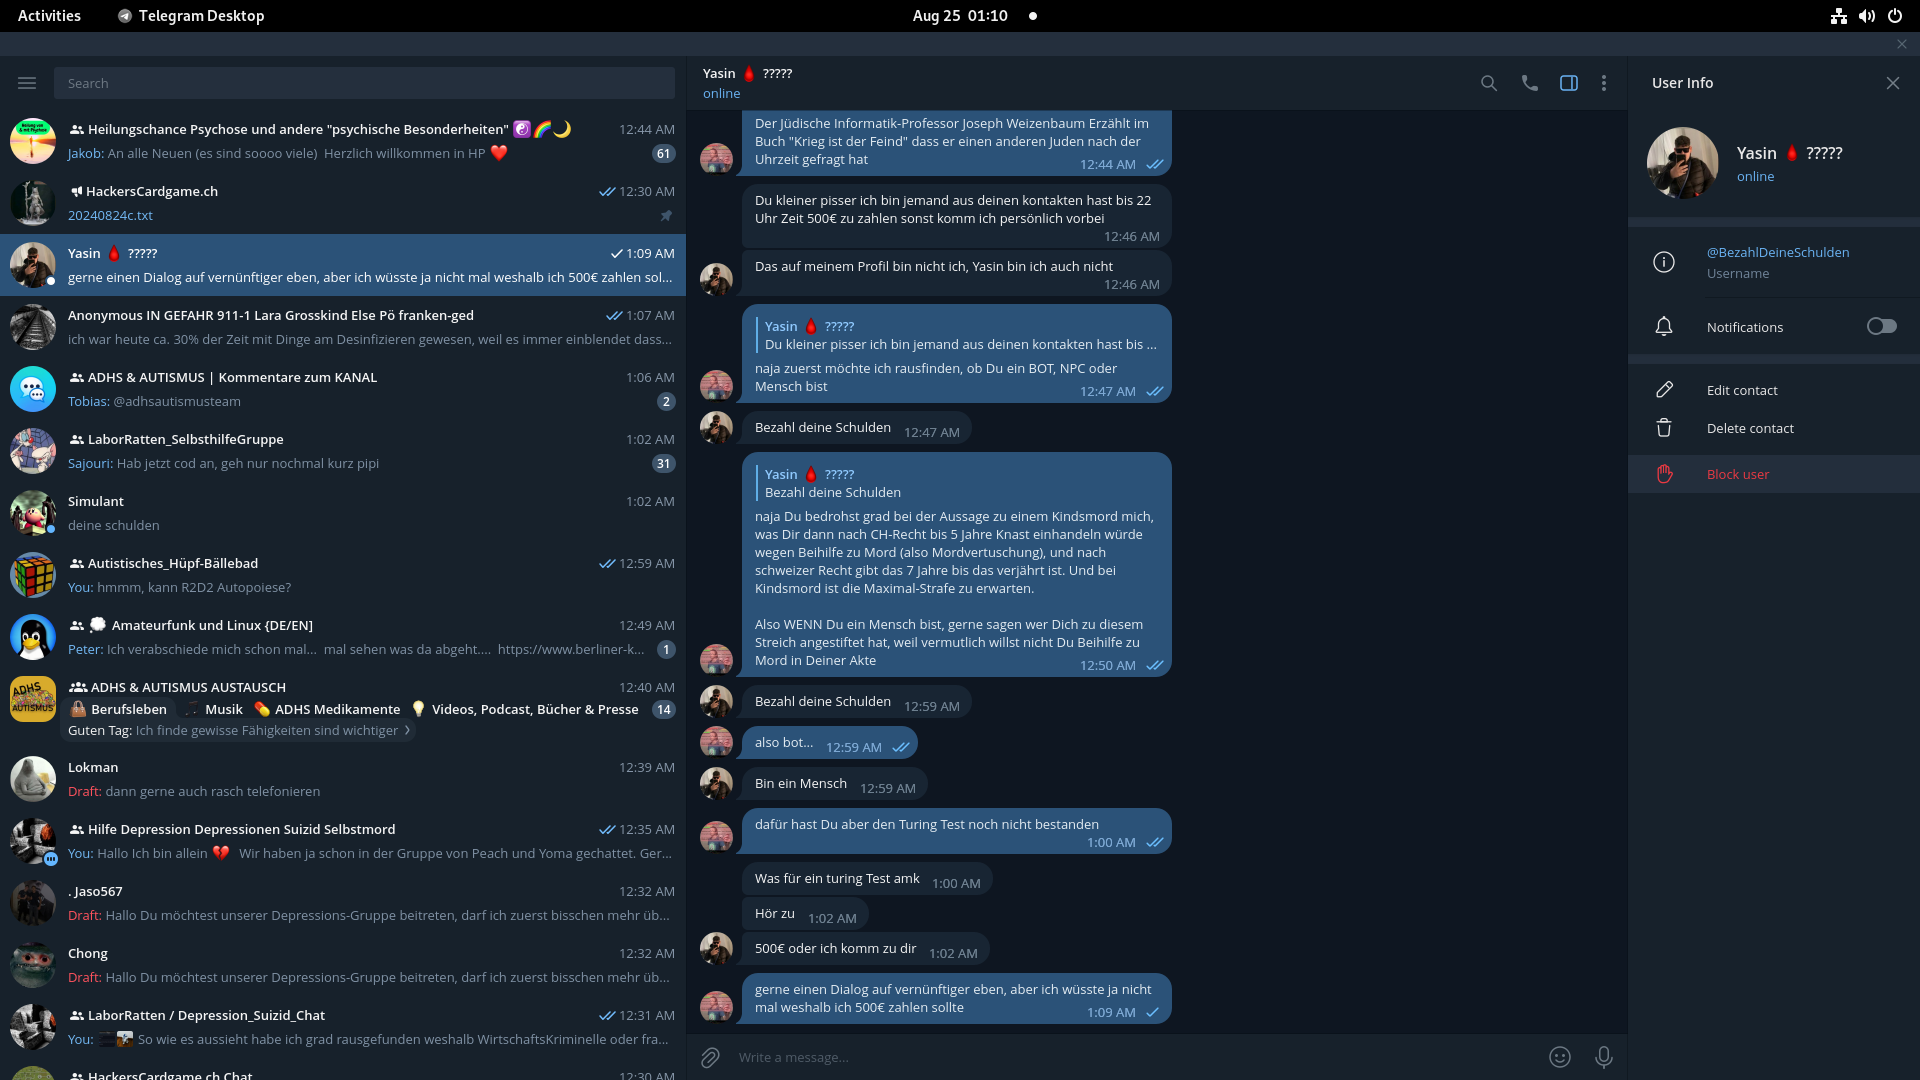 Activities
Telegram Desktop
Aug 25 01:10
Search
Heilungschance Psychose und andere "psychische Besonderheiten" 12:44 AM
Jakob: An alle Neuen (es sind soooo viele) Herzlich willkommen in HP 61
HackersCardgame.ch 12:30 AM
20240824c.txt
Yasin ????? 1:09 AM
gerne einen Dialog auf vernünftiger eben, aber ich wüsste ja nicht mal weshalb ich 500€ zahlen sol...
Anonymous IN GEFAHR 911-1 Lara Grosskind Else Pö franken-ged 1:07 AM
ich war heute ca. 30% der Zeit mit Dinge am Desinfizieren gewesen, weil es immer einblendet dass...
ADHS & AUTISMUS | Kommentare zum KANAL 1:06 AM
Tobias: @adhsautismusteam 2
LaborRatten_SelbsthilfeGruppe 1:02 AM
Sajouri: Hab jetzt cod an, geh nur nochmal kurz pipi 31
Simulant 1:02 AM
deine schulden
Autistisches_Hüpf-Bällebad 12:59 AM
You: hmmm, kann R2D2 Autopoiese?
Amateurfunk und Linux {DE/EN] 12:49 AM
Peter: Ich verabschiede mich schon mal... mal sehen was da abgeht.... https://www.berliner-k... 1
ADHS & AUTISMUS AUSTAUSCH 12:40 AM
ADHS
AUTISMUS
Berufsleben Musik ADHS Medikamente Videos, Podcast, Bücher & Presse 14
Guten Tag: Ich finde gewisse Fähigkeiten sind wichtiger
Lokman 12:39 AM
Draft: dann gerne auch rasch telefonieren
Hilfe Depression Depressionen Suizid Selbstmord 12:35 AM
You: Hallo Ich bin allein Wir haben ja schon in der Gruppe von Peach und Yoma gechattet. Ger...
. Jaso567 12:32 AM
Draft: Hallo Du möchtest unserer Depressions-Gruppe beitreten, darf ich zuerst bisschen mehr üb...
Chong 12:32 AM
Draft: Hallo Du möchtest unserer Depressions-Gruppe beitreten, darf ich zuerst bisschen mehr üb...
LaborRatten / Depression_Suizid_Chat 12:31 AM
You: So wie es aussieht habe ich grad rausgefunden weshalb WirtschaftsKriminelle oder fra...
HackersCardgame.ch Chat 12:30 AM
Yasin ?????
online
Der Jüdische Informatik-Professor Joseph Weizenbaum Erzählt im
Buch "Krieg ist der Feind" dass er einen anderen Juden nach der
Uhrzeit gefragt hat 12:44 AM
Du kleiner pisser ich bin jemand aus deinen kontakten hast bis 22
Uhr Zeit 500€ zu zahlen sonst komm ich persönlich vorbei
12:46 AM
Das auf meinem Profil bin nicht ich, Yasin bin ich auch nicht
12:46 AM
Yasin ?????
Du kleiner pisser ich bin jemand aus deinen kontakten hast bis ...
naja zuerst möchte ich rausfinden, ob Du ein BOT, NPC oder
Mensch bist 12:47 AM
Bezahl deine Schulden 12:47 AM
Yasin ?????
Bezahl deine Schulden
naja Du bedrohst grad bei der Aussage zu einem Kindsmord mich,
was Dir dann nach CH-Recht bis 5 Jahre Knast einhandeln würde
wegen Beihilfe zu Mord (also Mordvertuschung), und nach
schweizer Recht gibt das 7 Jahre bis das verjährt ist. Und bei
Kindsmord ist die Maximal-Strafe zu erwarten.
Also WENN Du ein Mensch bist, gerne sagen wer Dich zu diesem
Streich angestiftet hat, weil vermutlich willst nicht Du Beihilfe zu
Mord in Deiner Akte 12:50 AM
Bezahl deine Schulden 12:59 AM
also bot... 12:59 AM
Bin ein Mensch 12:59 AM
dafür hast Du aber den Turing Test noch nicht bestanden
1:00 AM
Was für ein turing Test amk 1:00 AM
Hör zu 1:02 AM
500€ oder ich komm zu dir 1:02 AM
gerne einen Dialog auf vernünftiger eben, aber ich wüsste ja nicht
mal weshalb ich 500€ zahlen sollte 1:09 AM
Write a message...
User Info
Yasin ?????
online
@BezahlDeineSchulden
Username
Notifications
Edit contact
Delete contact
Block user